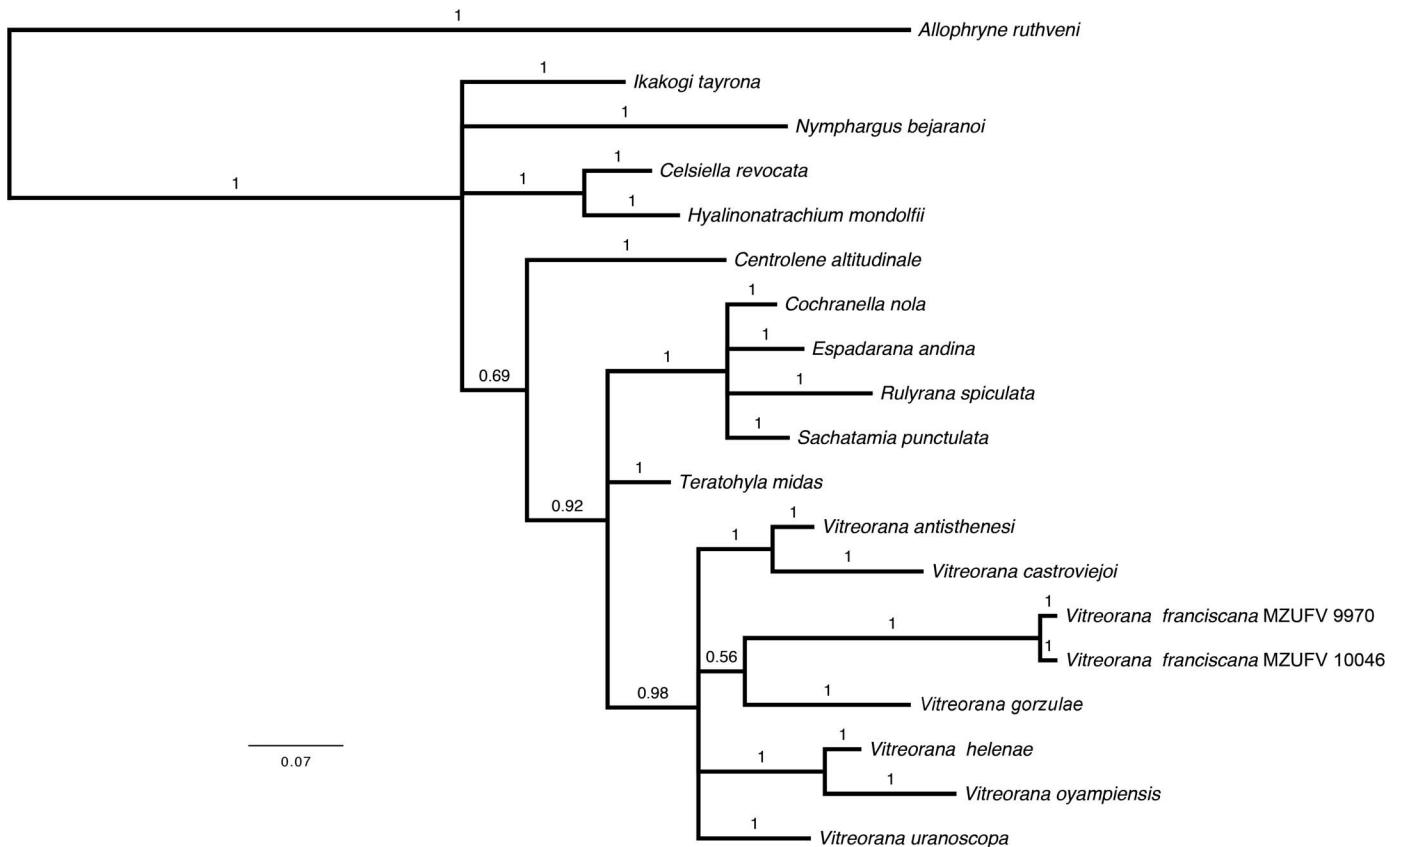 1
Allophryne ruthveni
1
Ikakogi tayrona
1
Nymphargus bejaranoi
1
Celsiella revocata
1
1
1
Hyalinonatrachium mondolfii
1
Centrolene altitudinale
1
Cochranella nola
1
Espadarana andina
1
1
Rulyrana spiculata
0.69
1
Sachatamia punctulata
1
Teratohyla midas
0.92
1
Vitreorana antisthenesi
1
1
Vitreorana castroviejoi
1
Vitreorana franciscana MZUFV 9970
1
1
Vitreorana franciscana MZUFV 10046
0.56
1
Vitreorana gorzulae
0.98
1
Vitreorana helenae
1
0.07
1
Vitreorana oyampiensis
1
Vitreorana uranoscopa